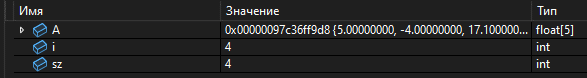 Имя Значение Тип
A 0x00000097c36ff9d8 {5.00000000, -4.00000000, 17.100000... float[5]
i 4 int
sz 4 int